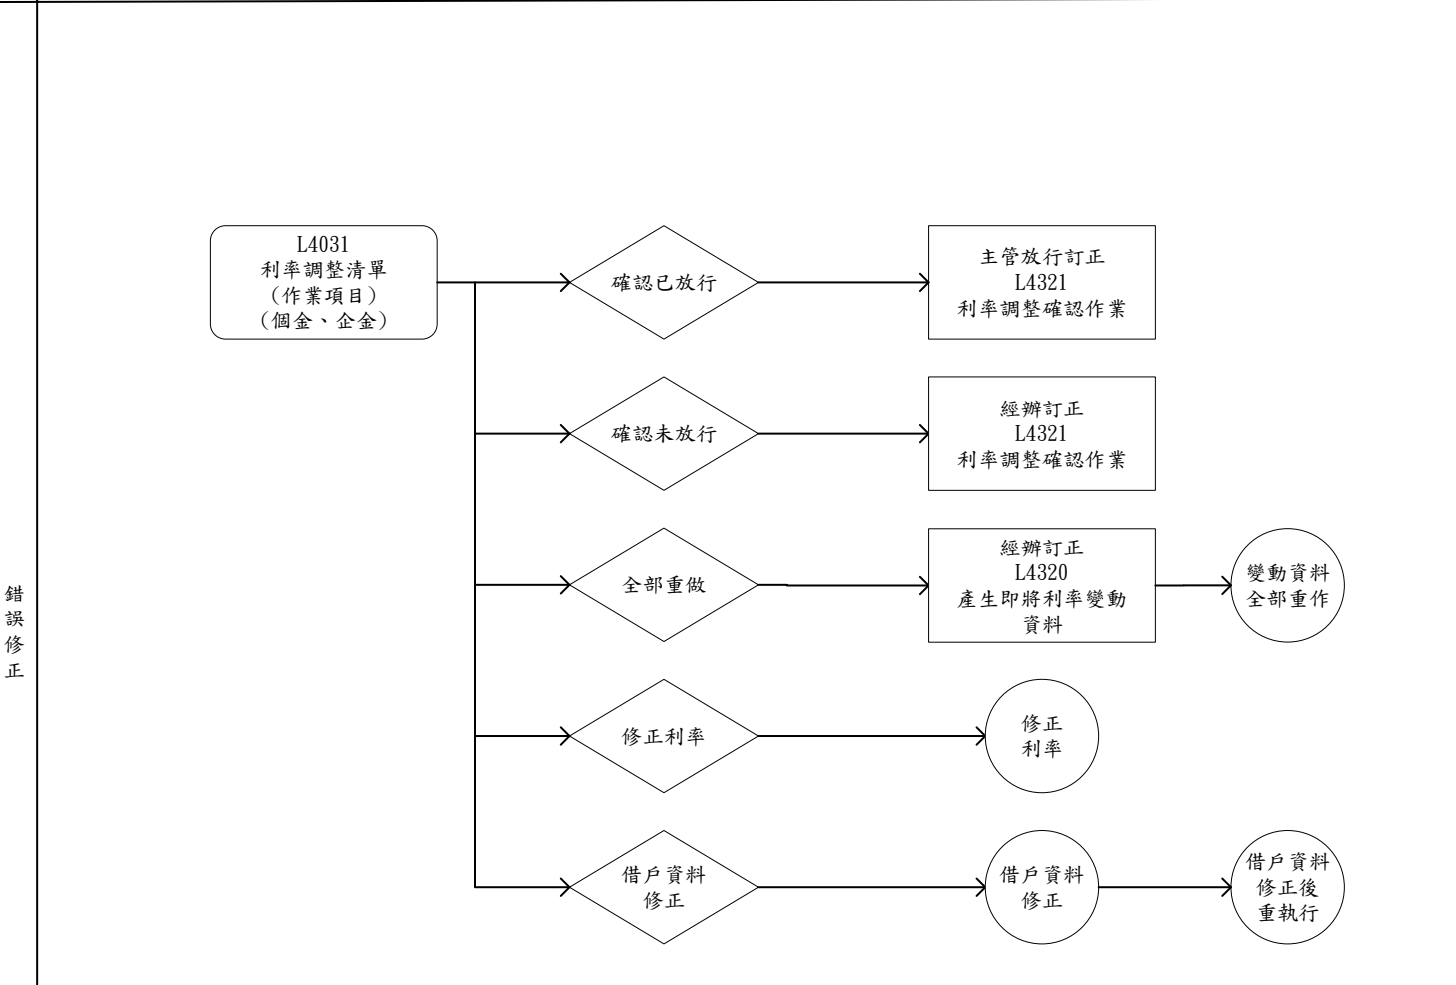 錯
誤
修
正
L4031
利率調整清單
(作業項目)
(個金、企金)
確認已放行
主管放行訂正
L4321
利率調整確認作業
確認未放行
經辦訂正
L4321
利率調整確認作業
全部重做
經辦訂正
L4320
產生即將利率變動
資料
變動資料
全部重作
修正利率
修正
利率
借戶資料
修正
借戶資料
修正
借戶資料
修正後
重執行